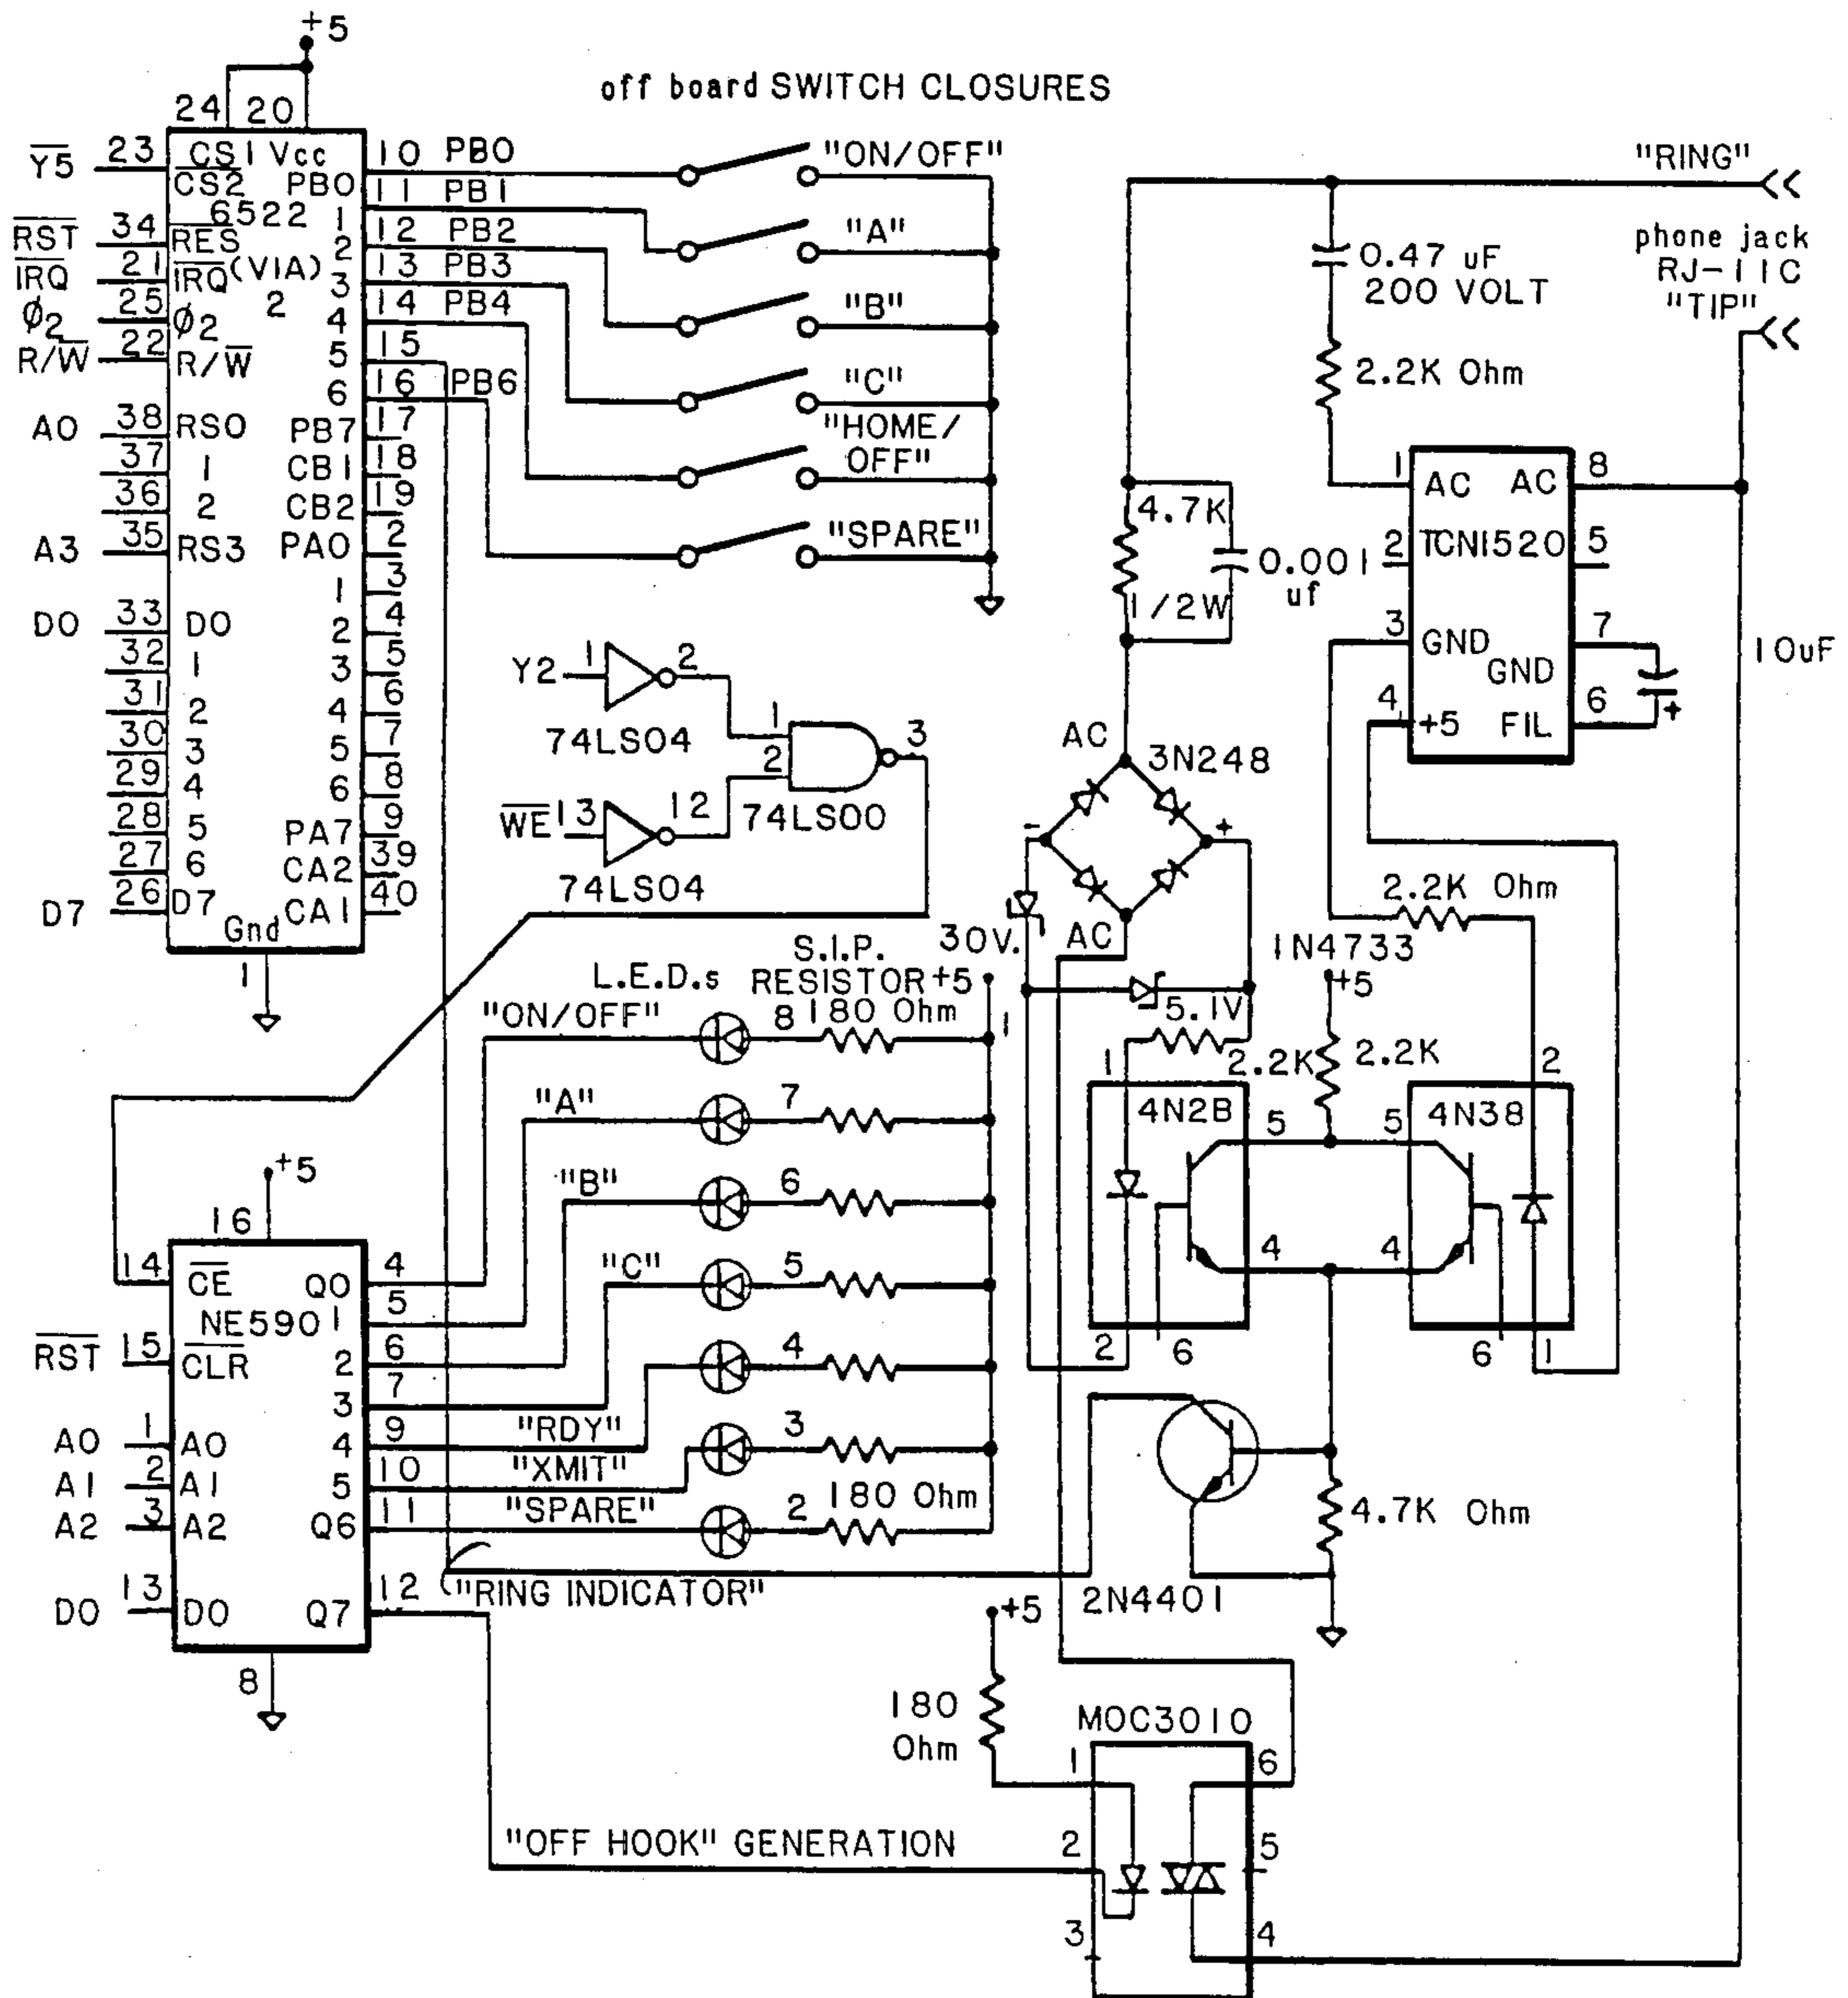 +5
off board SWITCH CLOSURES
24 20
Y5 23 CS1 Vcc 10 PB0 "ON/OFF"
CS2 PB0 11 PB1
6522 1
RST 34 RES 2 12 PB2 "A"
IRQ 21 IRQ (VIA) 3 13 PB3
Φ2 25 Φ2 2 4 14 PB4 "B"
R/W 22 R/W 5 15
6 16 PB6 "C"
A0 38 RS0 PB7 17 "HOME/
37 1 CB1 18 OFF"
36 2 CB2 19
A3 35 RS3 PA0 2 "SPARE"
1 3
D0 33 D0 2 4
32 1 3 5
31 2 4 6
30 3 5 7
29 4 6 8
28 5 PA7 9
27 6 CA2 39
D7 26 D7 CA1 40
Gnd
1
Y2 1 2
74LS04
1
2 3
74LS00
WE 13 12
74LS04
"RING"
phone jack
RJ-11C
"TIP"
0.47 uF
200 VOLT
2.2K Ohm
1 AC AC 8
2 TCN1520 5
3 GND 7
GND
4 +5 FIL 6
+
10uF
4.7K
1/2W
0.001
uf
AC
3N248
- +
AC
30V.
5.1V
2.2K
2.2K Ohm
1N4733
+5
2.2K
L.E.D.s
S.I.P.
RESISTOR +5
"ON/OFF" 8 180 Ohm 1
"A" 7
"B" 6
"C" 5
4
"RDY" 3
"XMIT"
"SPARE" 2 180 Ohm
+5
16
14 CE Q0 4
NE590 1 5
RST 15 CLR 2 6
3 7
A0 1 A0 4 9
A1 2 A1 5 10
A2 3 A2 Q6 11
D0 13 D0 Q7 12
8
"RING INDICATOR"
1 2
4N2B 4N38
5 5
4 4
2 6 6 1
2N4401
4.7K Ohm
+5
180
Ohm
MOC3010
1 6
"OFF HOOK" GENERATION 2 5
3 4